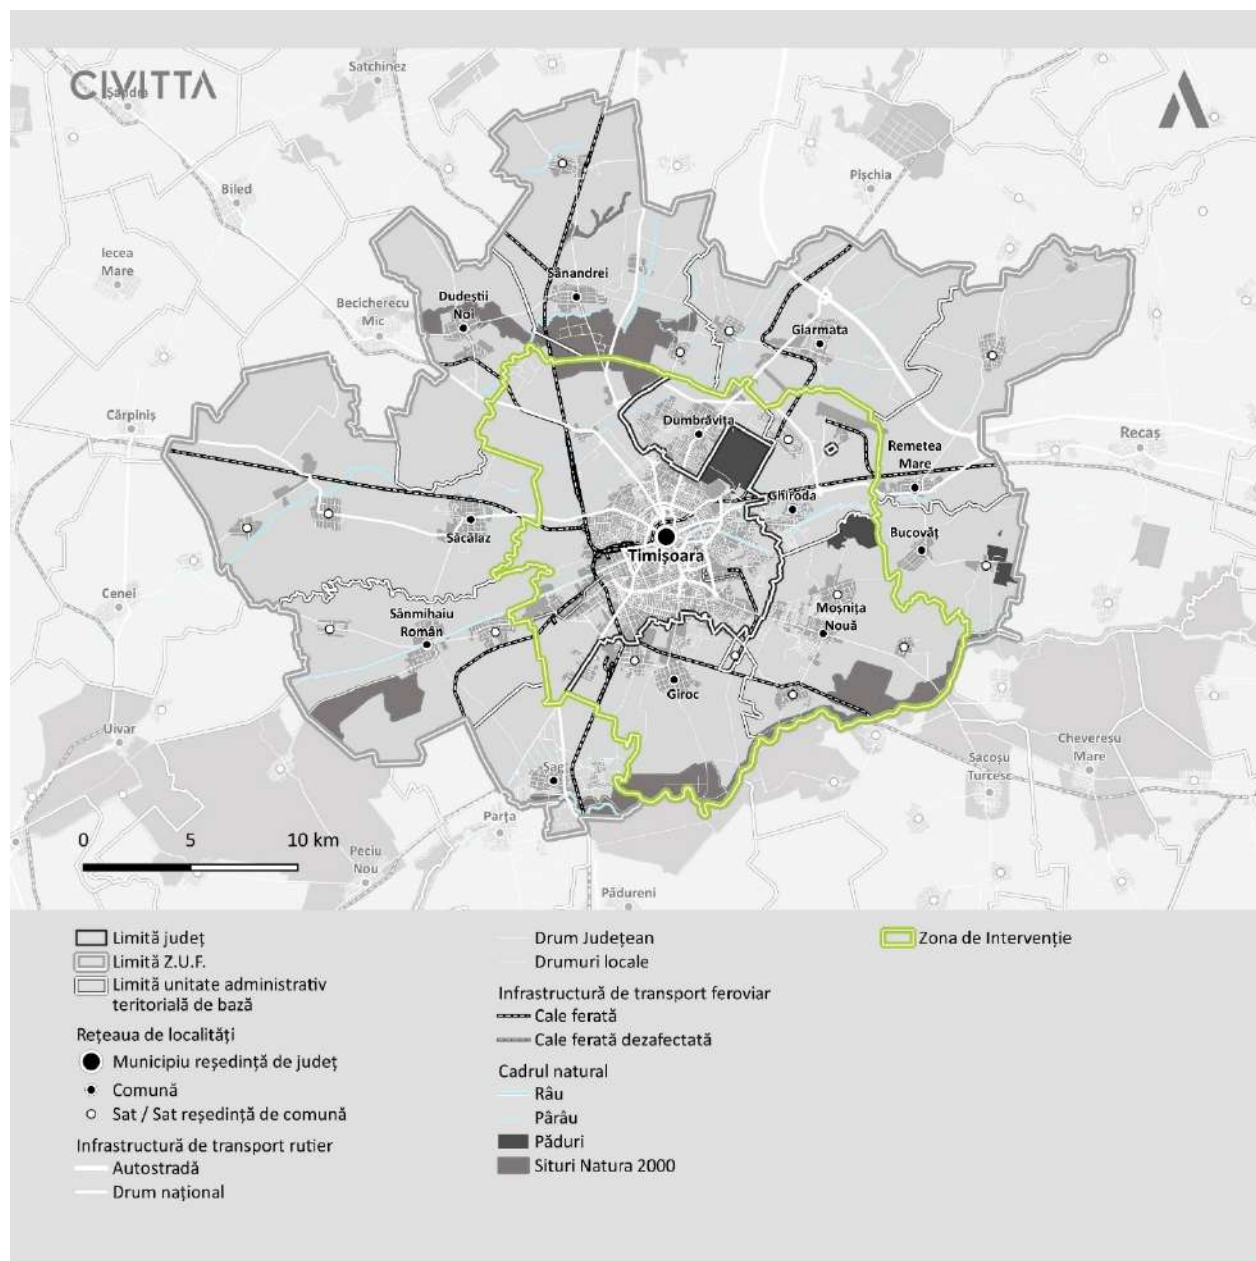 CIVITTA
Șandra
Satchinez
Pișchia
Biled
Iecea
Mare
Becicherecu
Mic
Dudeștii
Noi
Sânandrei
Giarmata
Cărpiniș
Dumbrăvița
Recaș
Remetea
Mare
Ghiroda
Săcălaz
Timișoara
Bucovăț
Cenei
Sânmihaiu
Român
Moșnița
Nouă
Giroc
Uivar
Cheveresu
Mare
Sacoșu
Turcesc
Șag
Parța
Peciu
Nou
Pădureni
0 5 10 km
Limită județ
Limită Z.U.F.
Limită unitate administrativ
teritorială de bază
Rețeaua de localități
Municipiu reședință de județ
Comună
Sat / Sat reședință de comună
Infrastructură de transport rutier
Autostradă
Drum național
Drum Județean
Drumuri locale
Infrastructură de transport feroviar
Cale ferată
Cale ferată dezafectată
Cadrul natural
Râu
Pârâu
Păduri
Situri Natura 2000
Zona de Intervenție